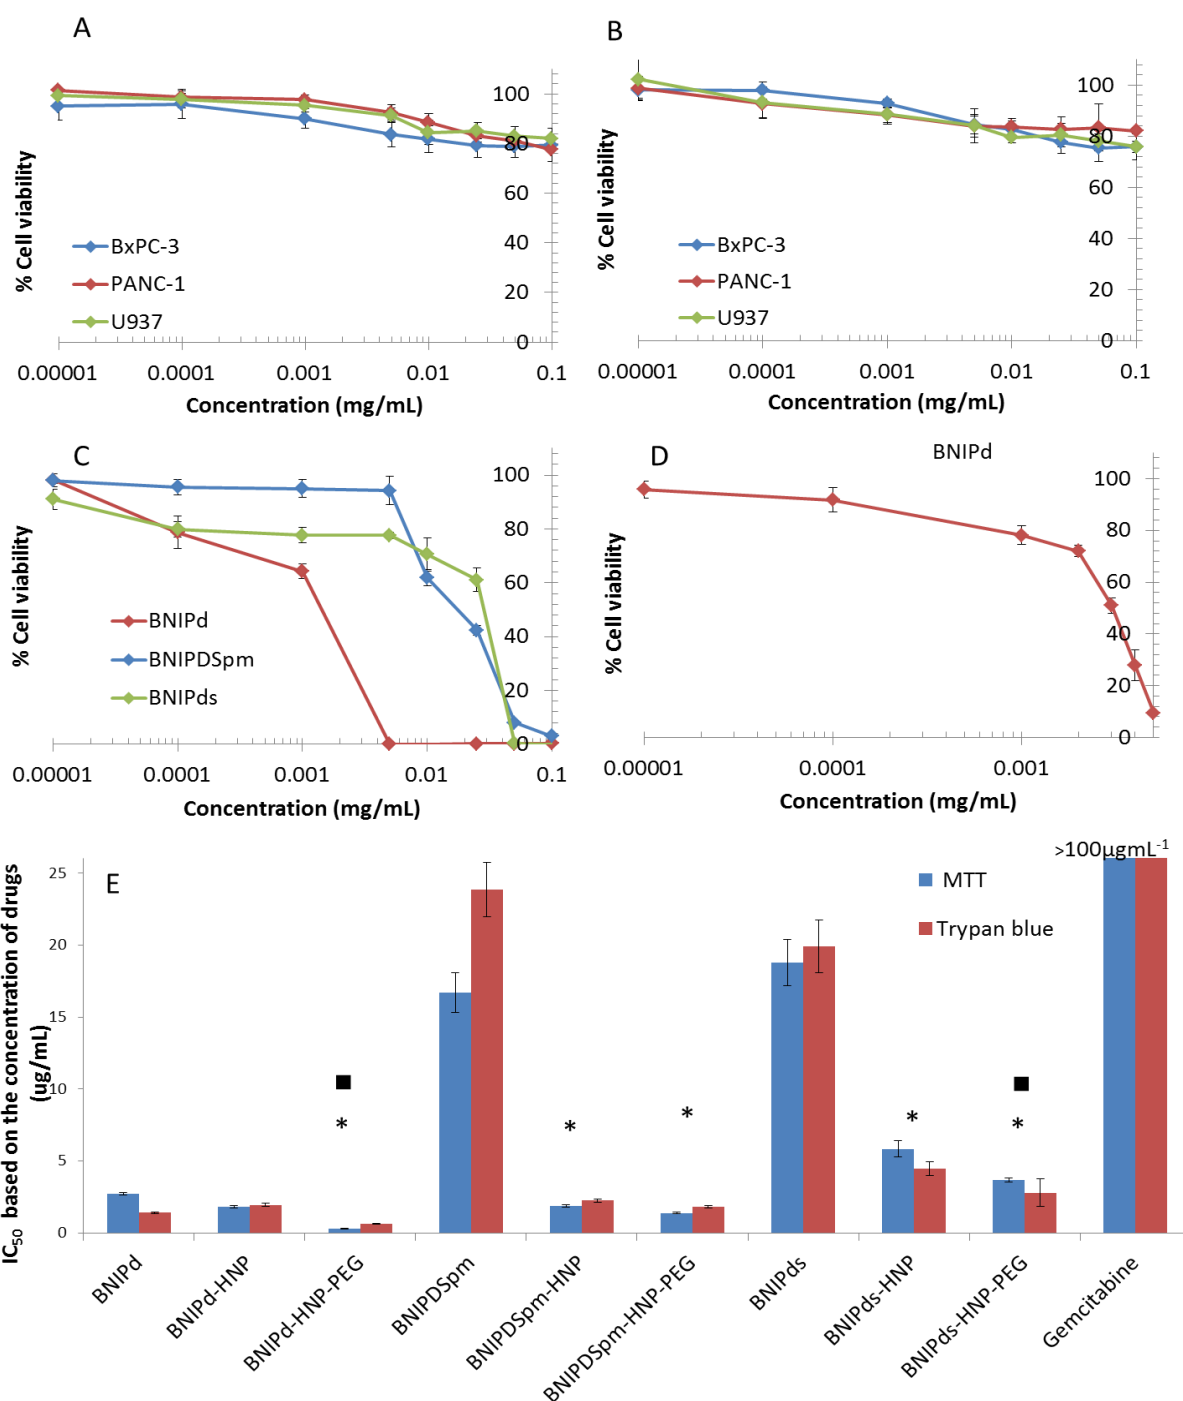 A
100
80
60
40
20
0
% Cell viability
BxPC-3
PANC-1
U937
0.00001 0.0001 0.001 0.01 0.1
Concentration (mg/mL)
B
100
80
60
40
20
0
% Cell viability
BxPC-3
PANC-1
U937
0.00001 0.0001 0.001 0.01 0.1
Concentration (mg/mL)
C
100
80
60
40
20
0
% Cell viability
BNIPd
BNIPDSpm
BNIPds
0.00001 0.0001 0.001 0.01 0.1
Concentration (mg/mL)
D
BNIPd
100
80
60
40
20
0
% Cell viability
0.00001 0.0001 0.001
Concentration (mg/mL)
E
>100µgmL⁻¹
MTT
Trypan blue
IC₅₀ based on the concentration of drugs
(ug/mL)
25
20
15
10
5
0
■ ■
* * * * *
BNIPd
BNIPd-HNP
BNIPd-HNP-PEG
BNIPDSpm
BNIPDSpm-HNP
BNIPDSpm-HNP-PEG
BNIPds
BNIPds-HNP
BNIPds-HNP-PEG
Gemcitabine